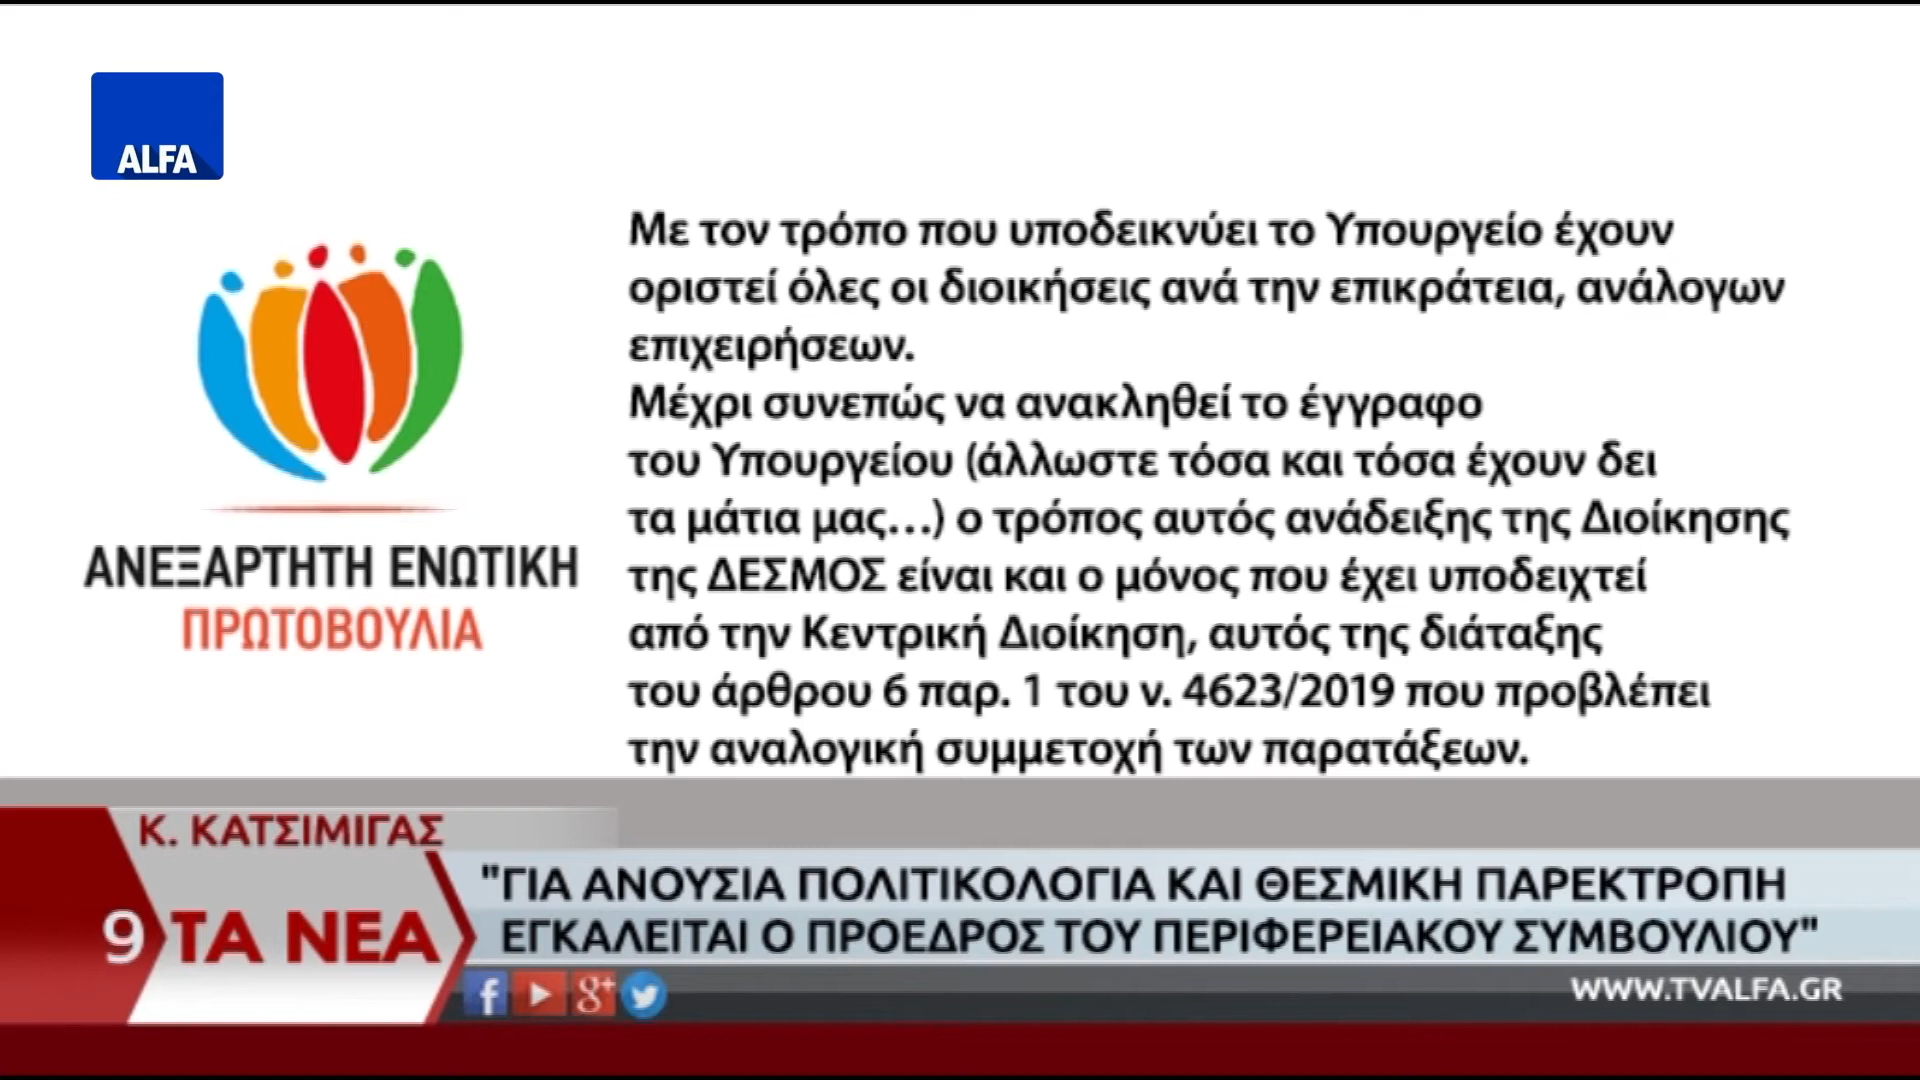 ALFA
Με τον τρόπο που υποδεικνύει το Υπουργείο έχουν
οριστεί όλες οι διοικήσεις ανά την επικράτεια, ανάλογων
επιχειρήσεων.
Μέχρι συνεπώς να ανακληθεί το έγγραφο
του Υπουργείου (άλλωστε τόσα και τόσα έχουν δει
τα μάτια μας...) ο τρόπος αυτός ανάδειξης της Διοίκησης
της ΔΕΣΜΟΣ είναι και ο μόνος που έχει υποδειχτεί
από την Κεντρική Διοίκηση, αυτός της διάταξης
του άρθρου 6 παρ. 1 του ν. 4623/2019 που προβλέπει
την αναλογική συμμετοχή των παρατάξεων.
ΑΝΕΞΑΡΤΗΤΗ ΕΝΩΤΙΚΗ
ΠΡΩΤΟΒΟΥΛΙΑ
Κ. ΚΑΤΣΙΜΙΓΑΣ
9 ΤΑ ΝΕΑ
"ΓΙΑ ΑΝΟΥΣΙΑ ΠΟΛΙΤΙΚΟΛΟΓΙΑ ΚΑΙ ΘΕΣΜΙΚΗ ΠΑΡΕΚΤΡΟΠΗ
ΕΓΚΑΛΕΙΤΑΙ Ο ΠΡΟΕΔΡΟΣ ΤΟΥ ΠΕΡΙΦΕΡΕΙΑΚΟΥ ΣΥΜΒΟΥΛΙΟΥ"
f 8+
WWW.TVALFA.GR